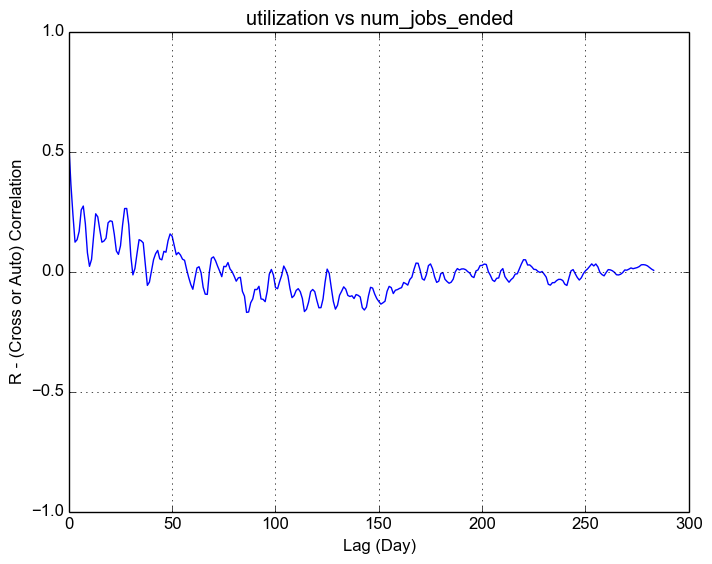 utilization vs num_jobs_ended
1.0
0.5
0.0
−0.5
−1.0
R - (Cross or Auto) Correlation
0 50 100 150 200 250 300
Lag (Day)